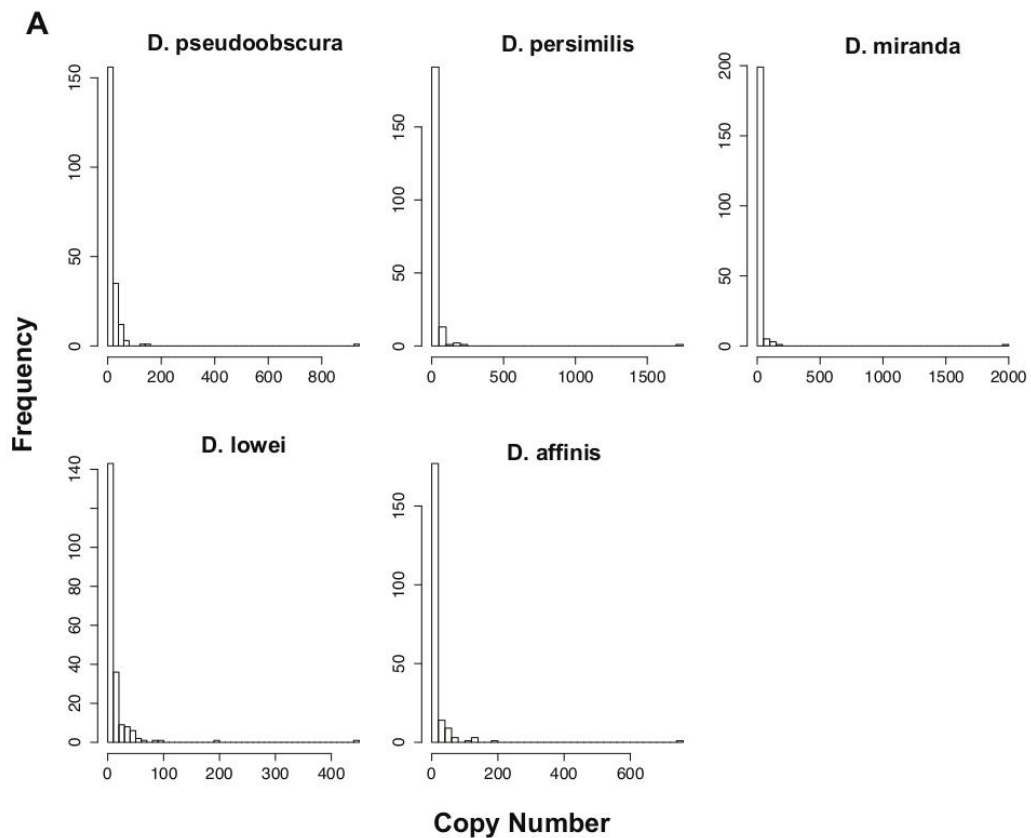 A
D. pseudoobscura
D. persimilis
D. miranda
150
100
50
0
0 200 400 600 800
150
100
50
0
0 500 1000 1500
200
150
100
50
0
0 500 1000 1500 2000
Frequency
D. lowei
D. affinis
140
100
80
60
40
20
0
0 100 200 300 400
150
100
50
0
0 200 400 600
Copy Number